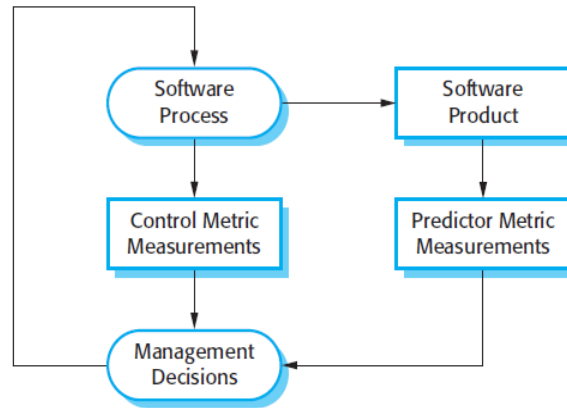 Software
Process
Software
Product
Control Metric
Measurements
Predictor Metric
Measurements
Management
Decisions